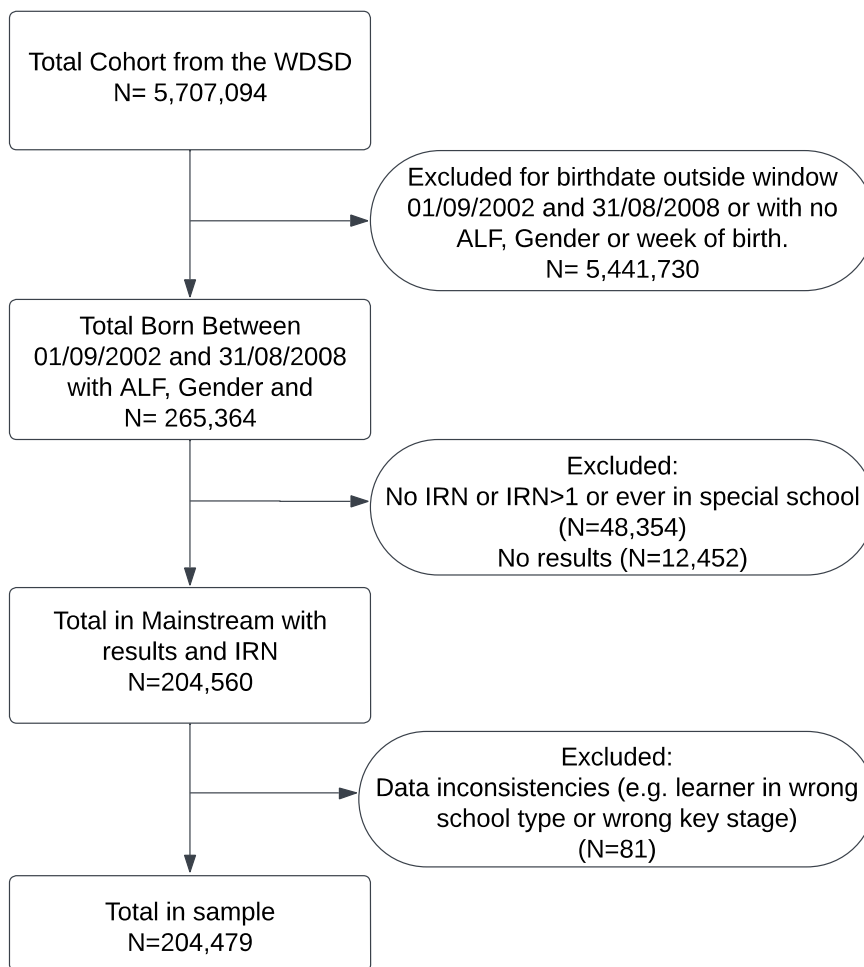 Total Cohort from the WDSD
N= 5,707,094
Excluded for birthdate outside window
01/09/2002 and 31/08/2008 or with no
ALF, Gender or week of birth.
N= 5,441,730
Total Born Between
01/09/2002 and 31/08/2008
with ALF, Gender and
N= 265,364
Excluded:
No IRN or IRN>1 or ever in special school
(N=48,354)
No results (N=12,452)
Total in Mainstream with
results and IRN
N=204,560
Excluded:
Data inconsistencies (e.g. learner in wrong
school type or wrong key stage)
(N=81)
Total in sample
N=204,479